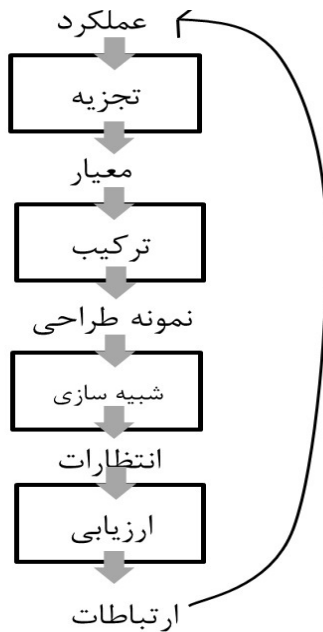 عملکرد
تجزیه
معیار
ترکیب
نمونه طراحی
شبیه سازی
انتظارات
ارزیابی
ارتباطات